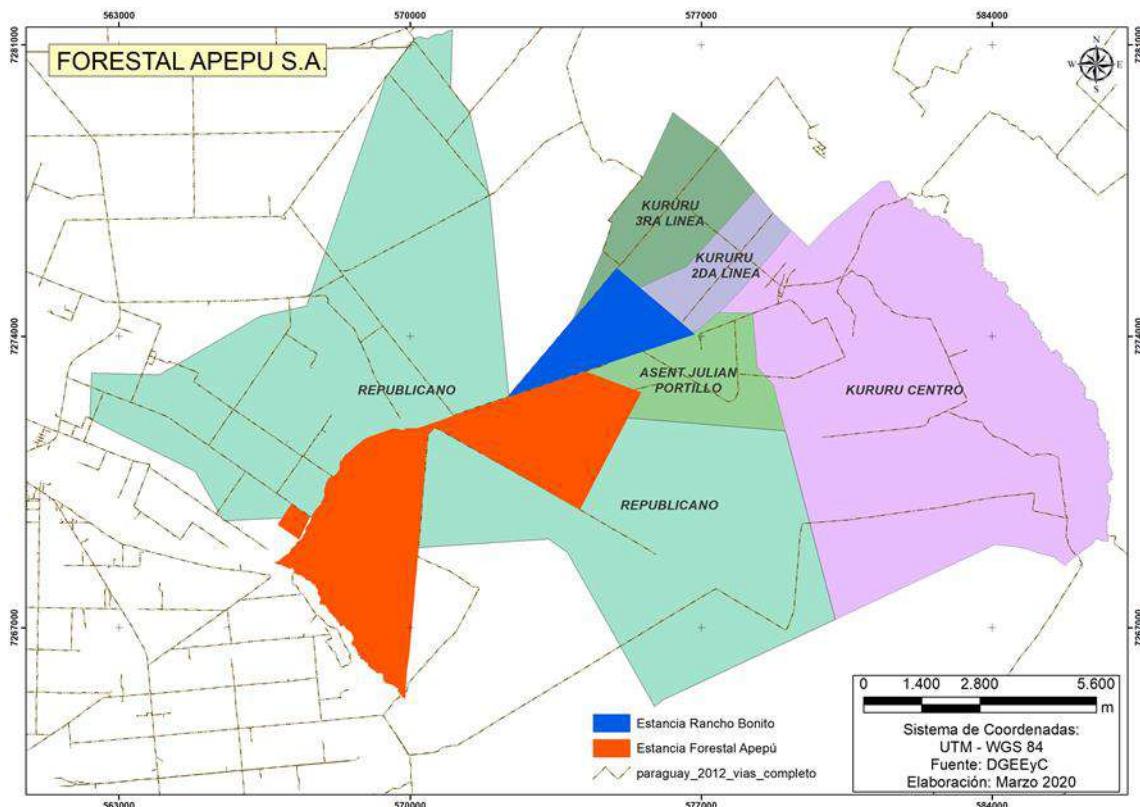 563000 570000 577000 584000
7281000 7281000
FORESTAL APEPU S.A.
N
W E
S
KURURU
3RA LINEA
KURURU
2DA LINEA
7274000 7274000
ASENT JULIAN
PORTILLO
REPUBLICANO
KURURU CENTRO
REPUBLICANO
7267000 7267000
0 1.400 2.800 5.600
m
Estancia Rancho Bonito
Estancia Forestal Apepú
paraguay_2012_vias_completo
Sistema de Coordenadas:
UTM - WGS 84
Fuente: DGEEyC
Elaboración: Marzo 2020
563000 570000 577000 584000